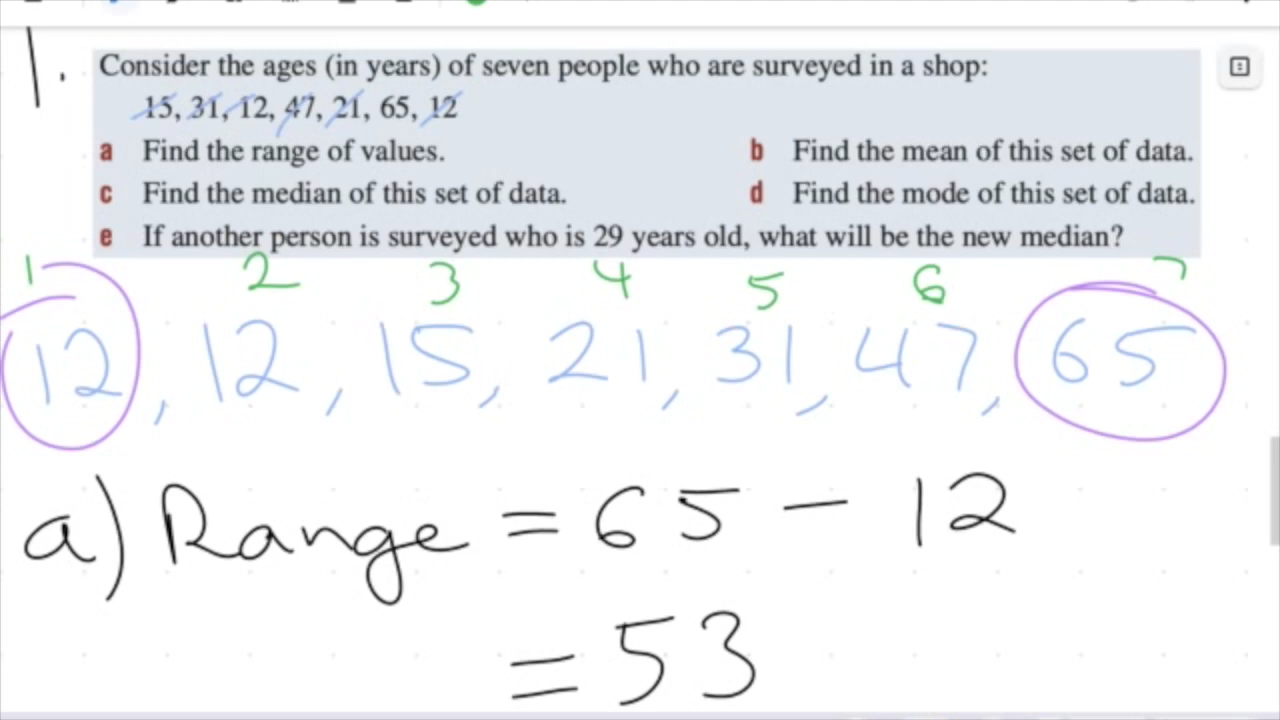 1.
Consider the ages (in years) of seven people who are surveyed in a shop:
15, 31, 12, 47, 21, 65, 12
a Find the range of values.
b Find the mean of this set of data.
c Find the median of this set of data.
d Find the mode of this set of data.
e If another person is surveyed who is 29 years old, what will be the new median?
1 2 3 4 5 6 7
12, 12, 15, 21, 31, 47, 65
a) Range = 65 - 12
= 53